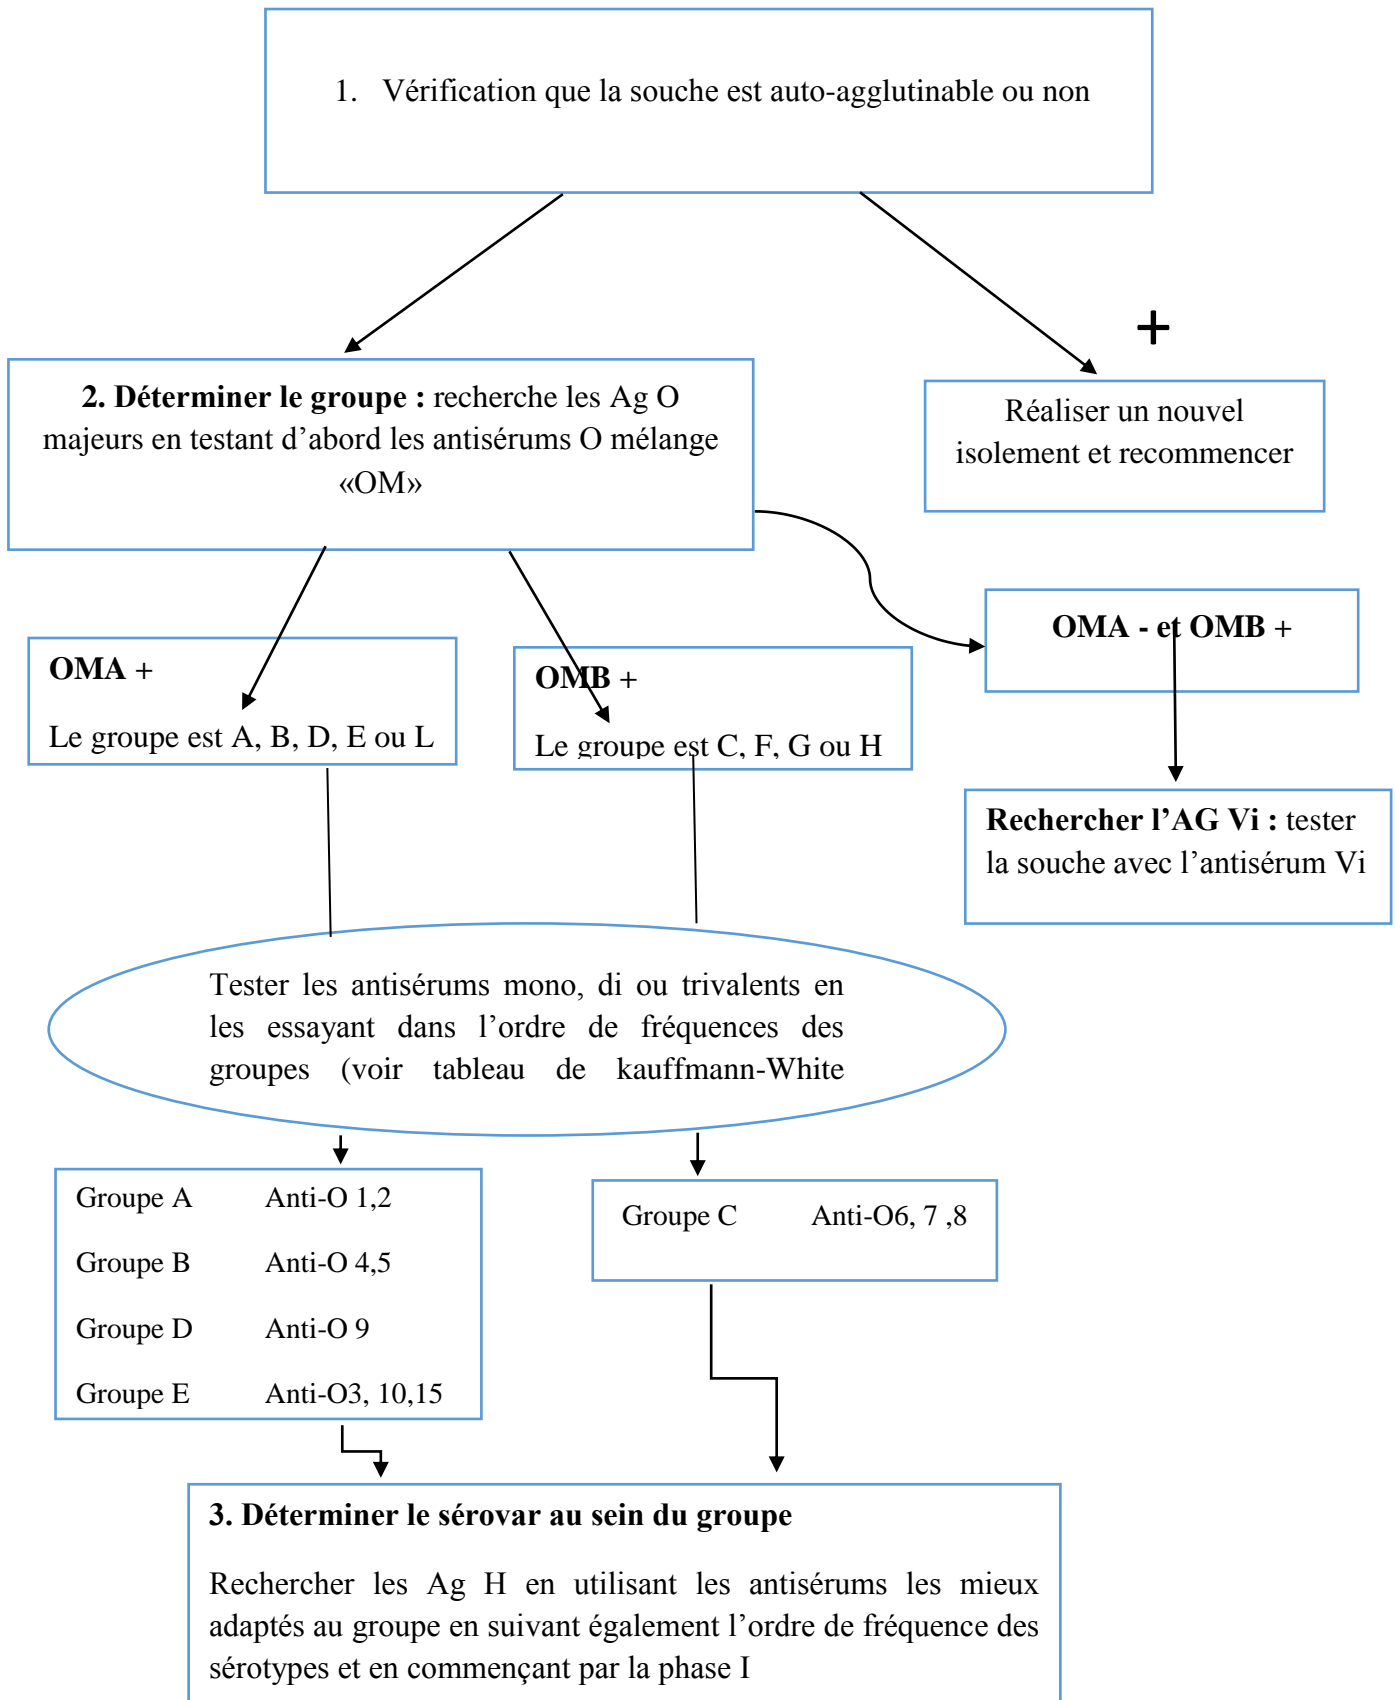 1. Vérification que la souche est auto-agglutinable ou non
+
2. Déterminer le groupe : recherche les Ag O
majeurs en testant d’abord les antisérums O mélange
«OM»
Réaliser un nouvel
isolement et recommencer
OMA - et OMB +
OMA +
Le groupe est A, B, D, E ou L
OMB +
Le groupe est C, F, G ou H
Rechercher l’AG Vi : tester
la souche avec l’antisérum Vi
Tester les antisérums mono, di ou trivalents en
les essayant dans l’ordre de fréquences des
groupes (voir tableau de kauffmann-White
Groupe A Anti-O 1,2
Groupe B Anti-O 4,5
Groupe D Anti-O 9
Groupe E Anti-O3, 10,15
Groupe C Anti-O6, 7 ,8
3. Déterminer le sérovar au sein du groupe
Rechercher les Ag H en utilisant les antisérums les mieux
adaptés au groupe en suivant également l’ordre de fréquence des
sérotypes et en commençant par la phase I